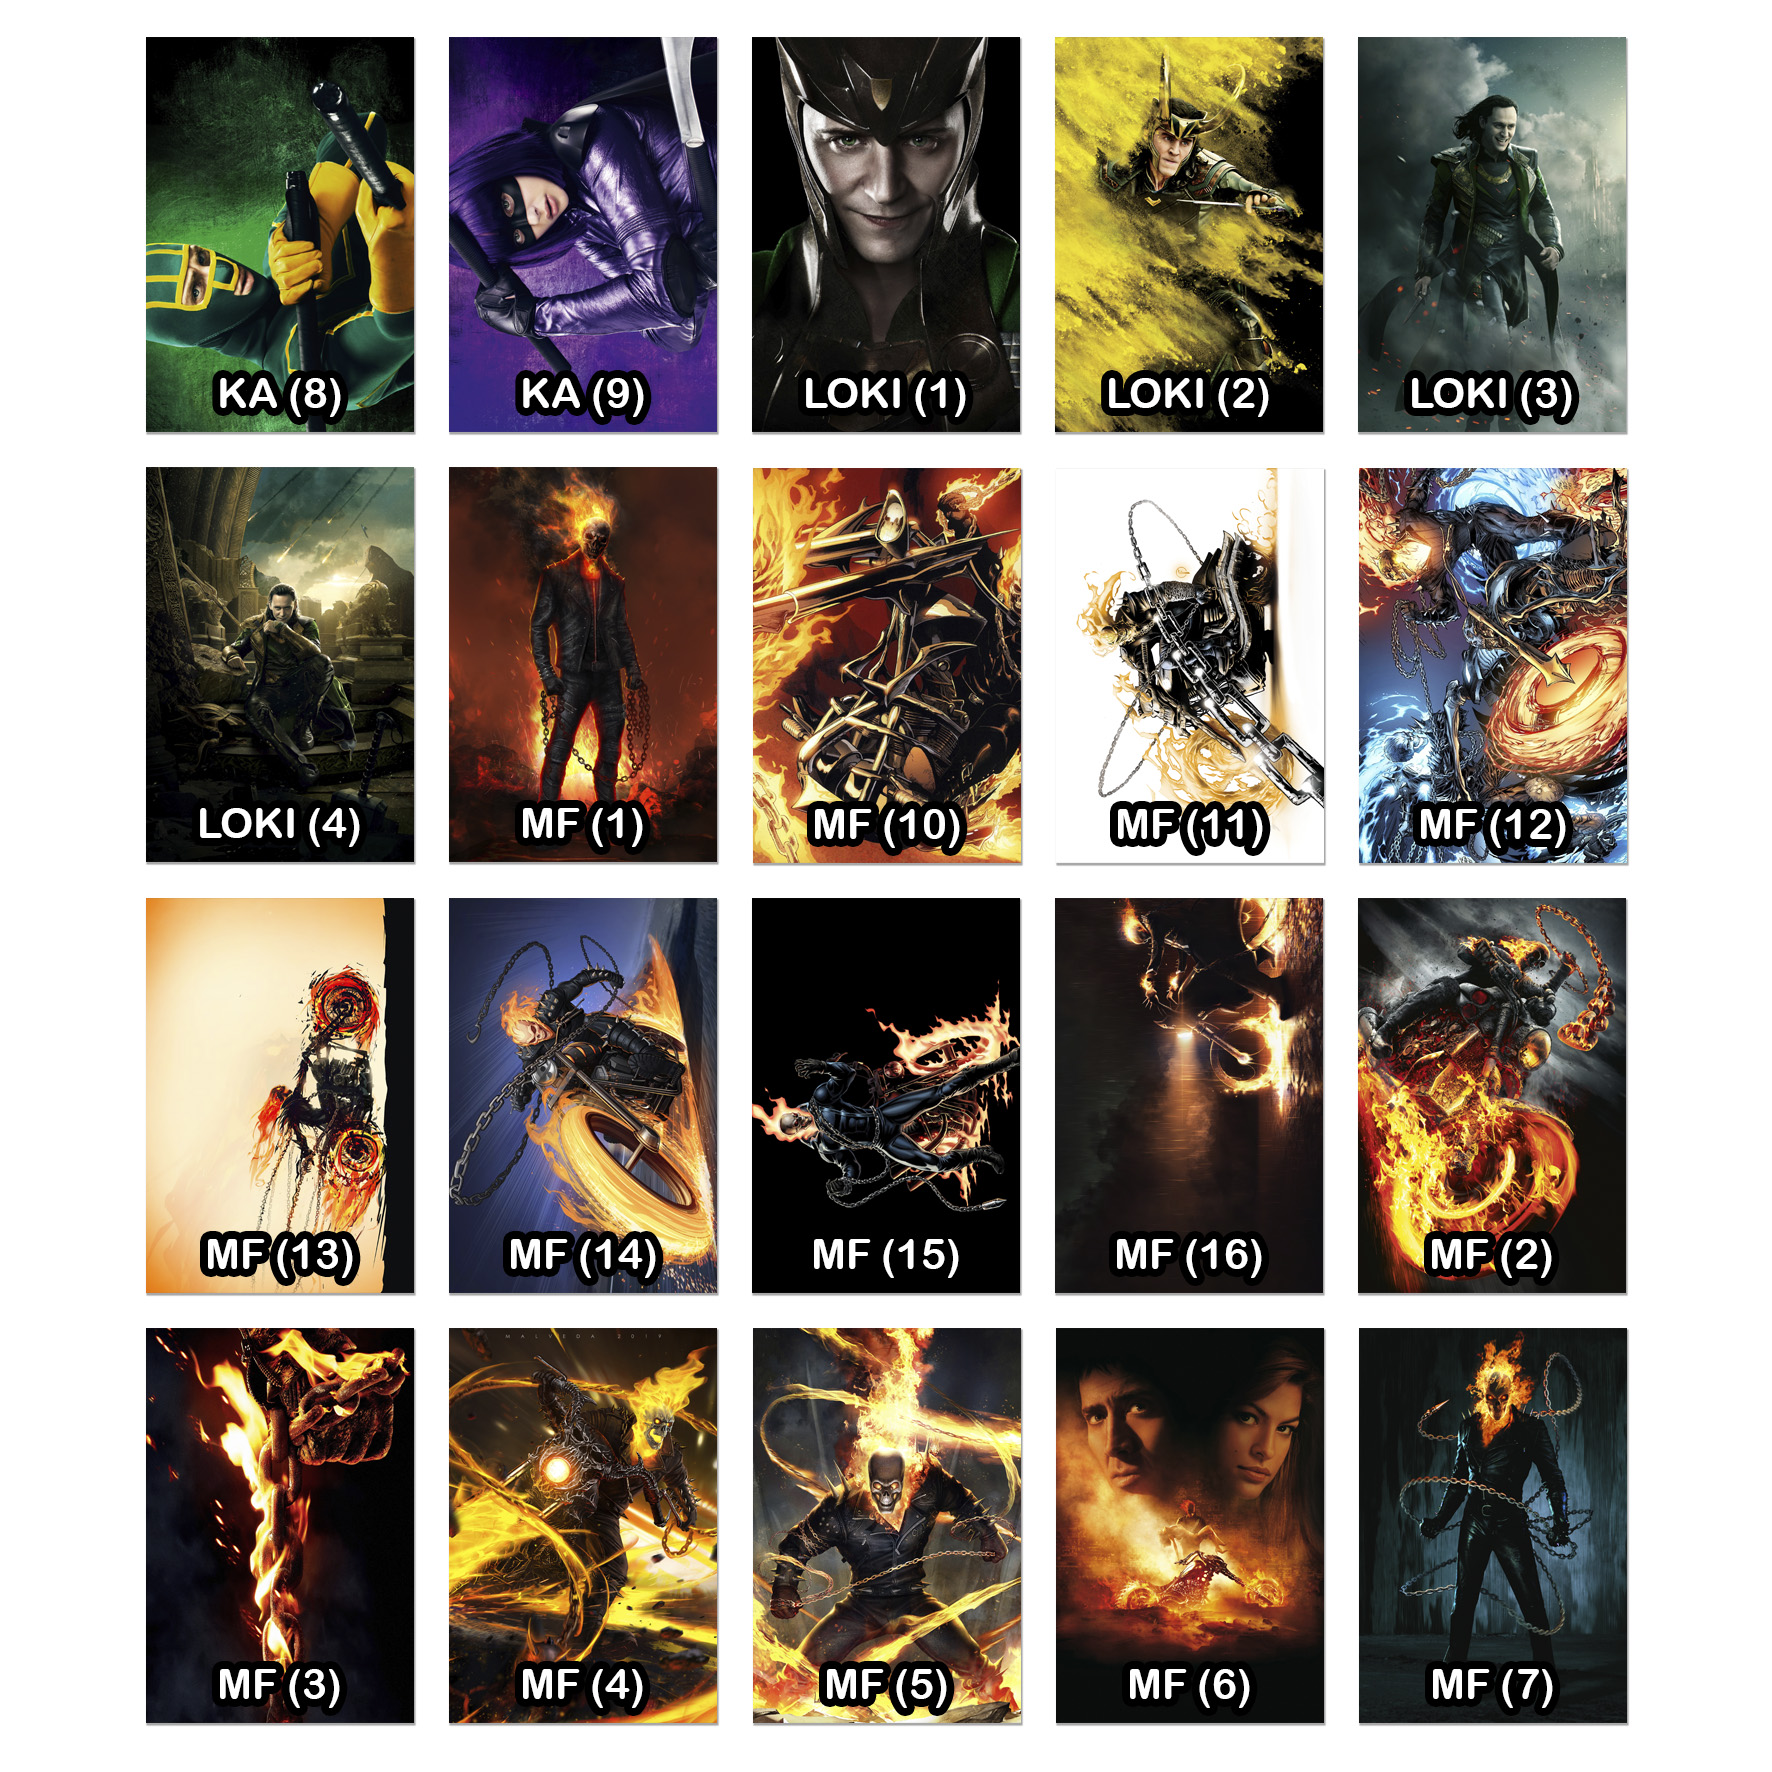 KA (8)
KA (9)
LOKI (1)
LOKI (2)
LOKI (3)
LOKI (4)
MF (1)
MF (10)
MF (11)
MF (12)
MF (13)
MF (14)
MF (15)
MF (16)
MF (2)
MALVEDA 2019
MF (3)
MF (4)
MF (5)
MF (6)
MF (7)